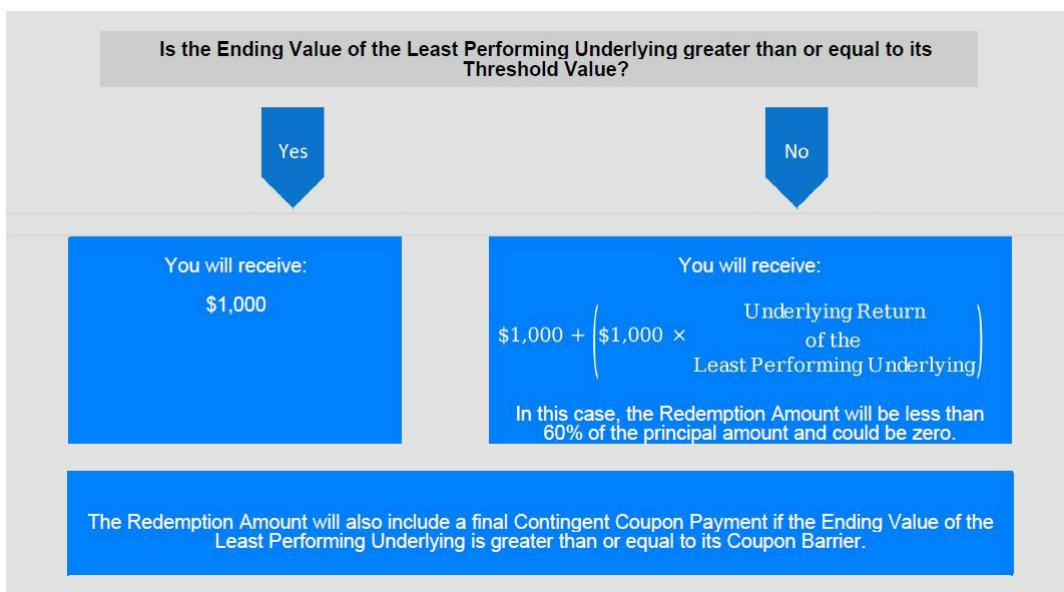 Is the Ending Value of the Least Performing Underlying greater than or equal to its
Threshold Value?
Yes
No
You will receive:
$1,000
You will receive:
$1,000 + ($1,000 × Underlying Return
of the
Least Performing Underlying)
In this case, the Redemption Amount will be less than
60% of the principal amount and could be zero.
The Redemption Amount will also include a final Contingent Coupon Payment if the Ending Value of the
Least Performing Underlying is greater than or equal to its Coupon Barrier.